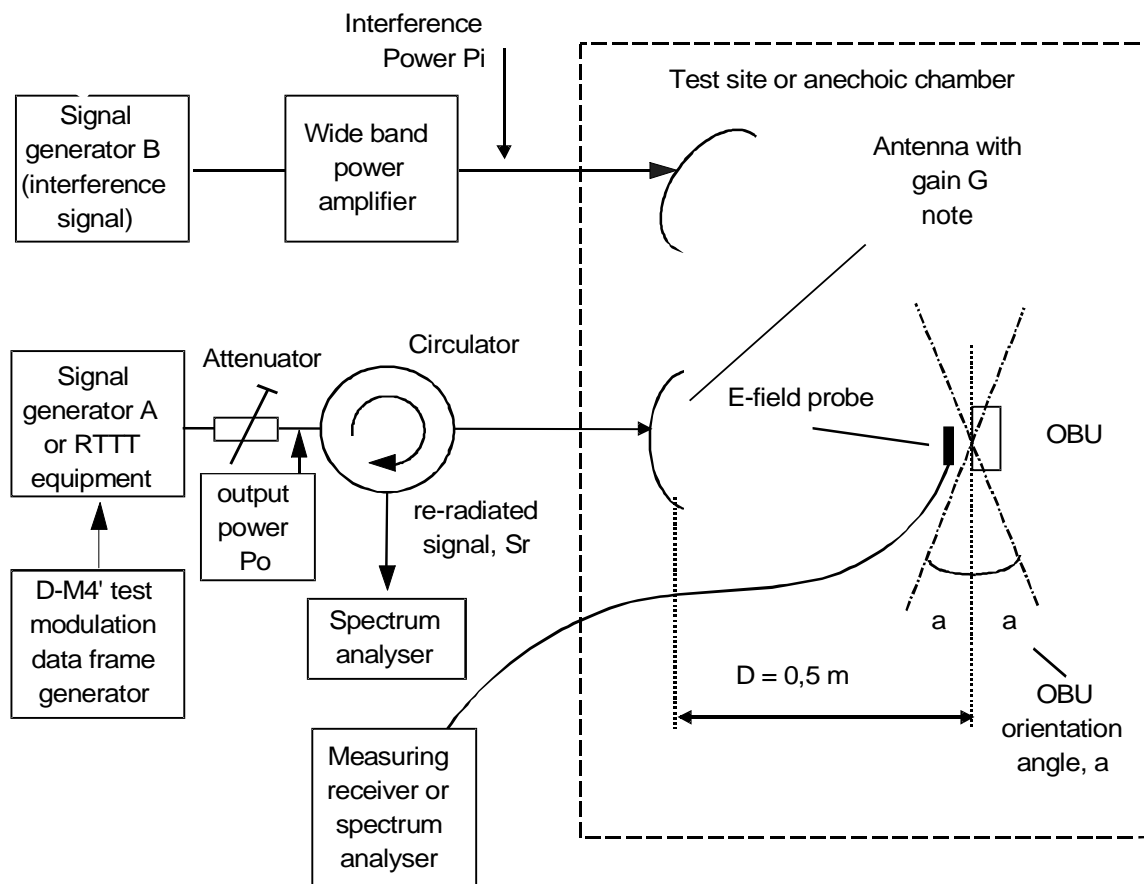 Interference
Power Pi
Test site or anechoic chamber
Signal
generator B
(interference
signal)
Wide band
power
amplifier
Antenna with
gain G
note
Attenuator
Circulator
Signal
generator A
or RTTT
equipment
E-field probe
OBU
output
power
Po
re-radiated
signal, Sr
D-M4' test
modulation
data frame
generator
Spectrum
analyser
a
a
D = 0,5 m
OBU
orientation
angle, a
Measuring
receiver or
spectrum
analyser